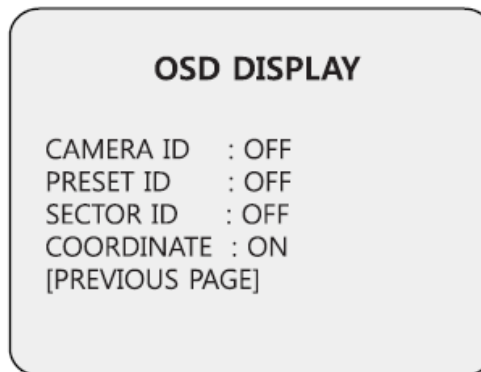 OSD DISPLAY
CAMERA ID : OFF
PRESET ID : OFF
SECTOR ID : OFF
COORDINATE : ON
[PREVIOUS PAGE]